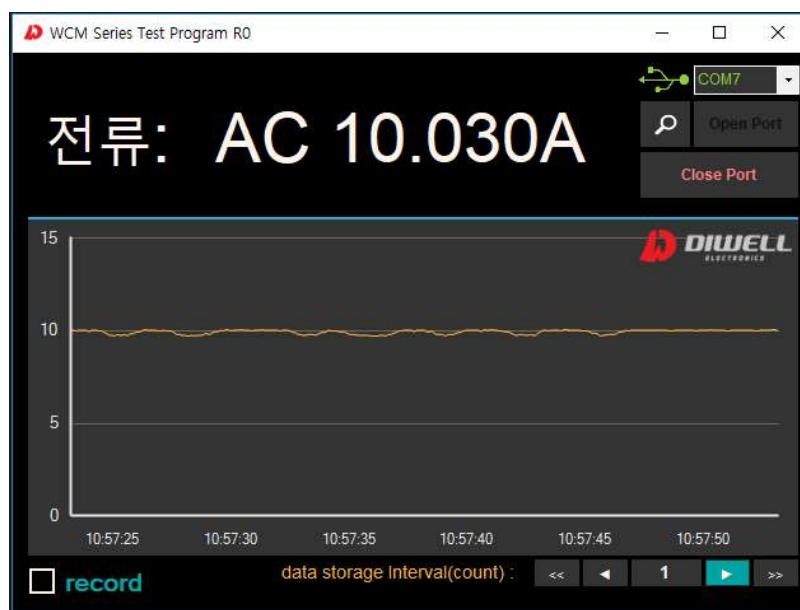 WCM Series Test Program R0
COM7
전류: AC 10.030A
Open Port
Close Port
DIWELL
ELECTRONICS
15
10
5
0
10:57:25 10:57:30 10:57:35 10:57:40 10:57:45 10:57:50
record
data storage Interval(count) : << ◄ 1 ► >>